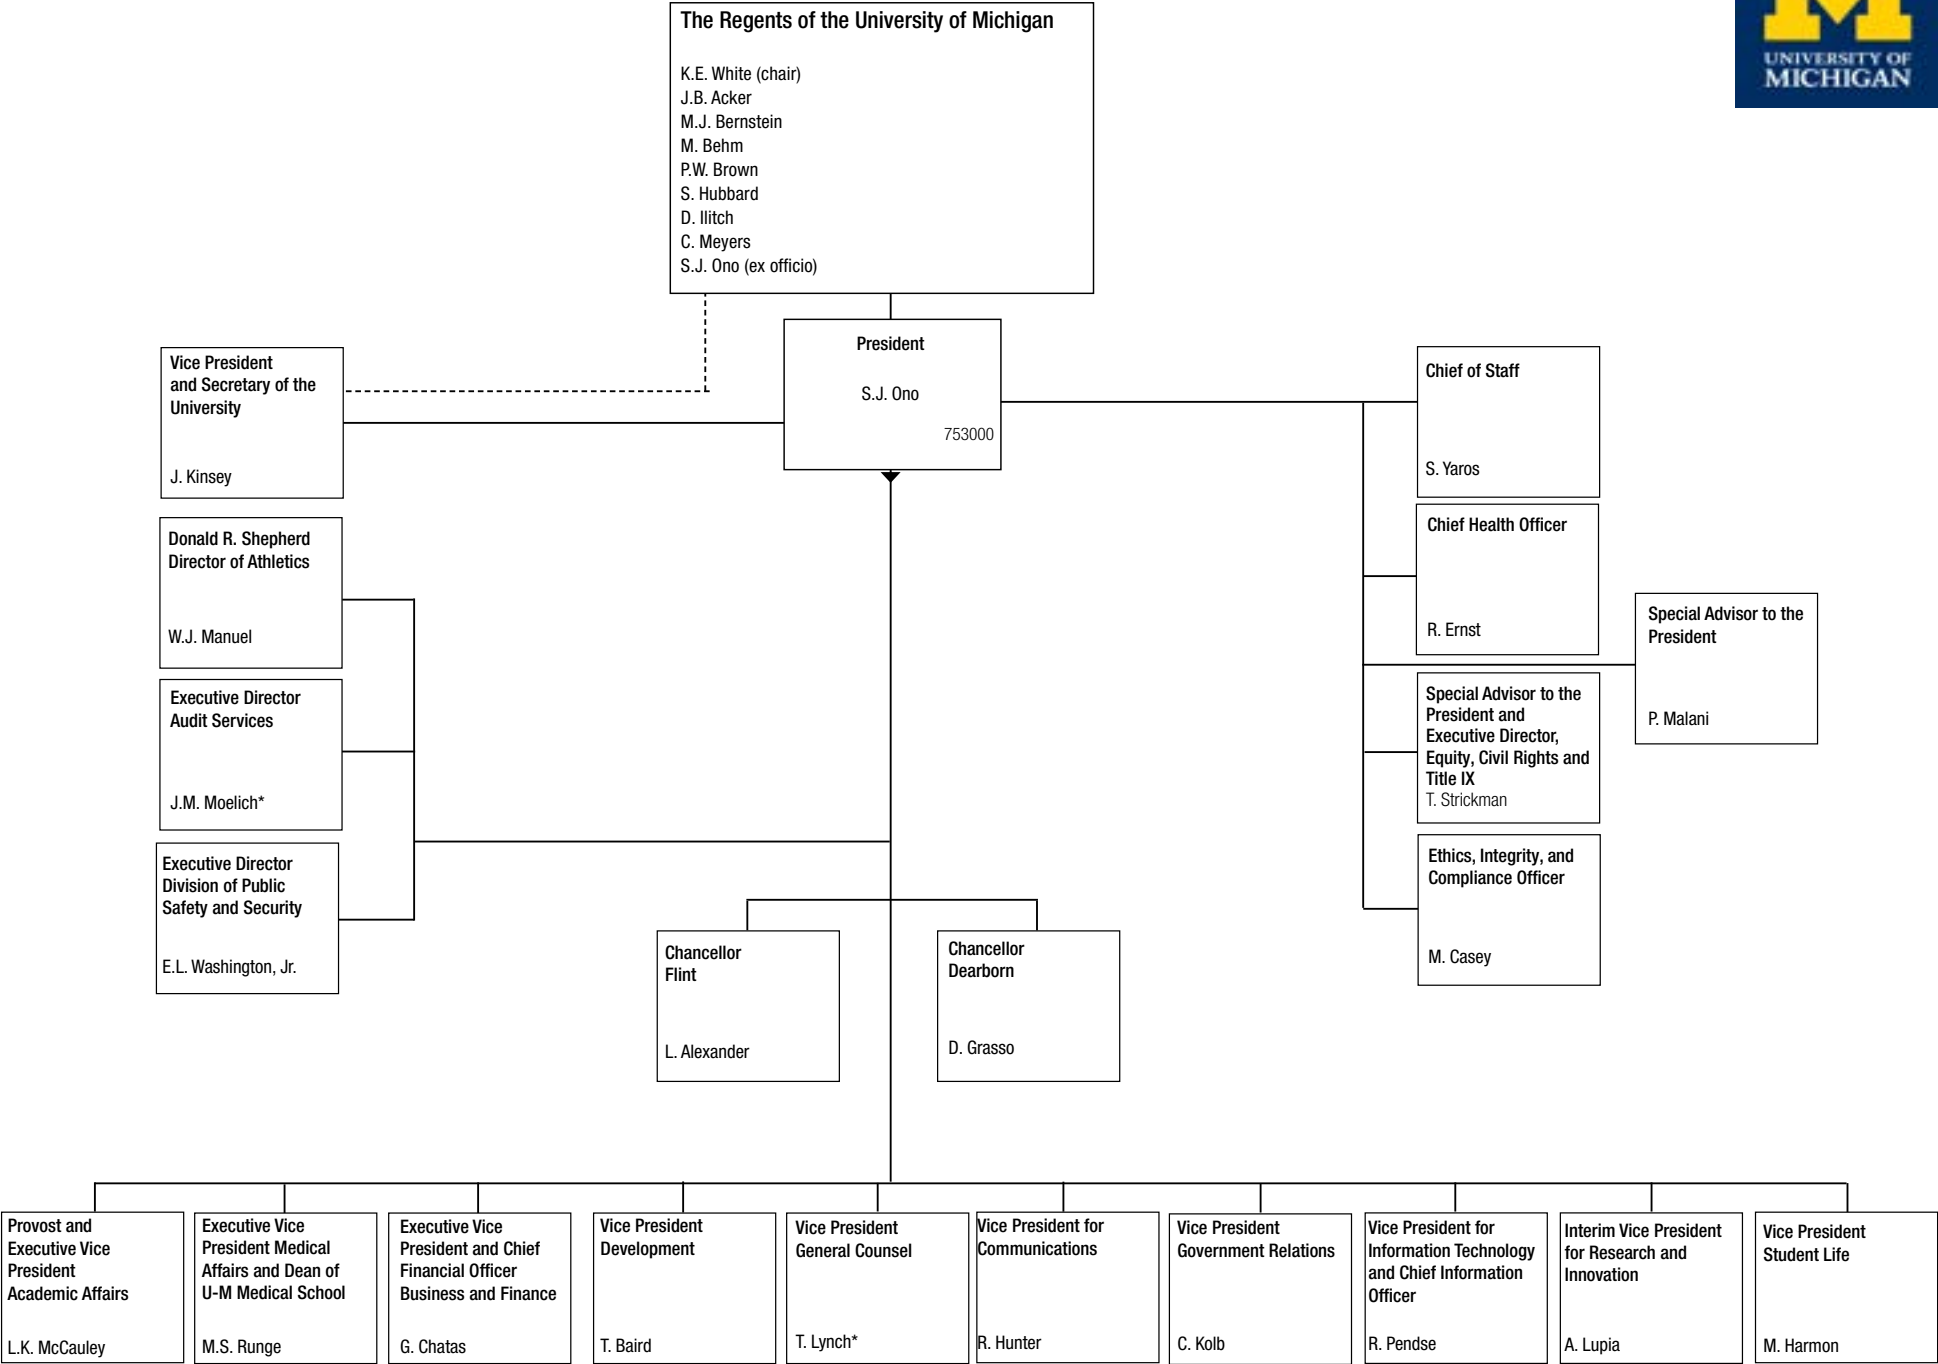 The Regents of the University of Michigan
K.E. White (chair)
J.B. Acker
M.J. Bernstein
M. Behm
P.W. Brown
S. Hubbard
D. Ilitch
C. Meyers
S.J. Ono (ex officio)
UNIVERSITY OF
MICHIGAN
President
S.J. Ono
753000
Vice President
and Secretary of the
University
J. Kinsey
Chief of Staff
S. Yaros
Donald R. Shepherd
Director of Athletics
W.J. Manuel
Chief Health Officer
R. Ernst
Special Advisor to the
President
P. Malani
Executive Director
Audit Services
J.M. Moelich*
Special Advisor to the
President and
Executive Director,
Equity, Civil Rights and
Title IX
T. Strickman
Executive Director
Division of Public
Safety and Security
E.L. Washington, Jr.
Ethics, Integrity, and
Compliance Officer
M. Casey
Chancellor
Flint
L. Alexander
Chancellor
Dearborn
D. Grasso
Provost and
Executive Vice
President
Academic Affairs
L.K. McCauley
Executive Vice
President Medical
Affairs and Dean of
U-M Medical School
M.S. Runge
Executive Vice
President and Chief
Financial Officer
Business and Finance
G. Chatas
Vice President
Development
T. Baird
Vice President
General Counsel
T. Lynch*
Vice President for
Communications
R. Hunter
Vice President
Government Relations
C. Kolb
Vice President for
Information Technology
and Chief Information
Officer
R. Pendse
Interim Vice President
for Research and
Innovation
A. Lupia
Vice President
Student Life
M. Harmon